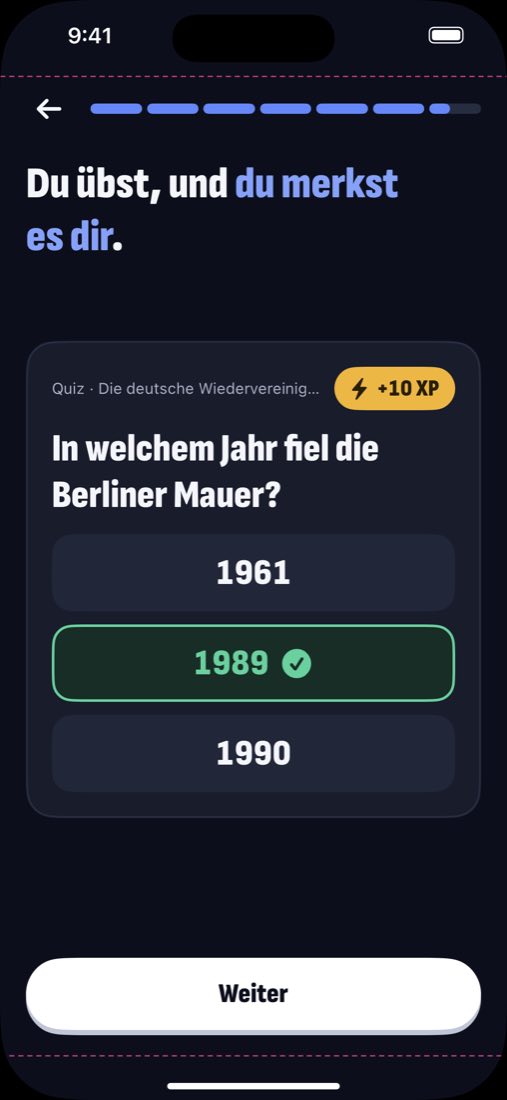 9:41
Du übst, und du merkst
es dir.
Quiz · Die deutsche Wiedervereinig...
+10 XP
In welchem Jahr fiel die
Berliner Mauer?
1961
1989
1990
Weiter